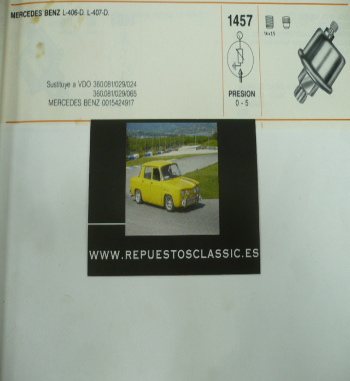 MERCEDES BENZ L-406-D. L-407-D.
Sustituye a VDO 360.081/029/024
360.081/029/065
MERCEDES BENZ 0015424917
1457
PRESION
0 - 5
WWW.REPUESTOSCLASSIC.ES